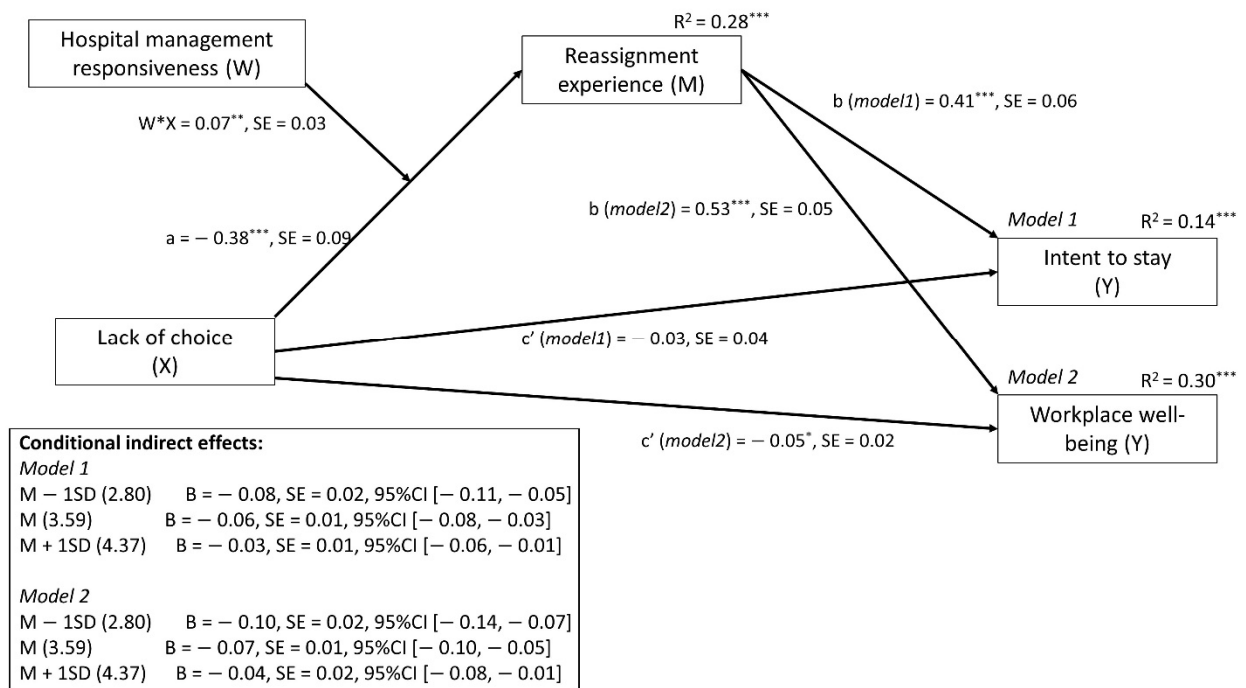 Hospital management
responsiveness (W)
R² = 0.28***
Reassignment
experience (M)
W*X = 0.07**, SE = 0.03
b (model1) = 0.41***, SE = 0.06
a = − 0.38***, SE = 0.09
b (model2) = 0.53***, SE = 0.05
Model 1
R² = 0.14***
Intent to stay
(Y)
Lack of choice
(X)
c’ (model1) = − 0.03, SE = 0.04
Model 2
R² = 0.30***
Workplace well-
being (Y)
c’ (model2) = − 0.05*, SE = 0.02
Conditional indirect effects:
Model 1
M − 1SD (2.80) B = − 0.08, SE = 0.02, 95%CI [− 0.11, − 0.05]
M (3.59) B = − 0.06, SE = 0.01, 95%CI [− 0.08, − 0.03]
M + 1SD (4.37) B = − 0.03, SE = 0.01, 95%CI [− 0.06, − 0.01]
Model 2
M − 1SD (2.80) B = − 0.10, SE = 0.02, 95%CI [− 0.14, − 0.07]
M (3.59) B = − 0.07, SE = 0.01, 95%CI [− 0.10, − 0.05]
M + 1SD (4.37) B = − 0.04, SE = 0.02, 95%CI [− 0.08, − 0.01]